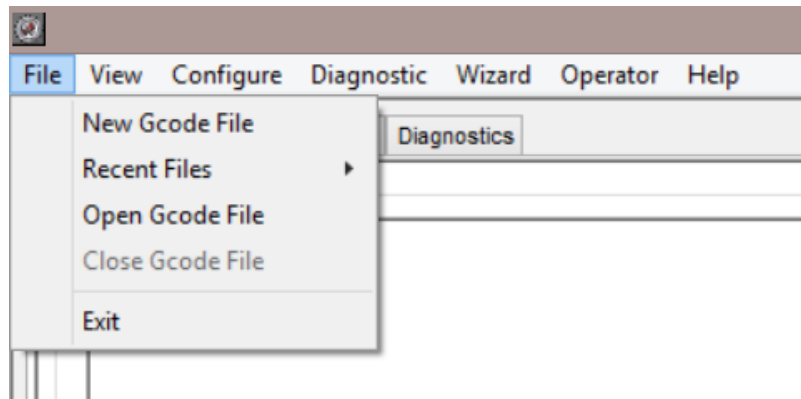 File View Configure Diagnostic Wizard Operator Help
New Gcode File
Diagnostics
Recent Files
Open Gcode File
Close Gcode File
Exit